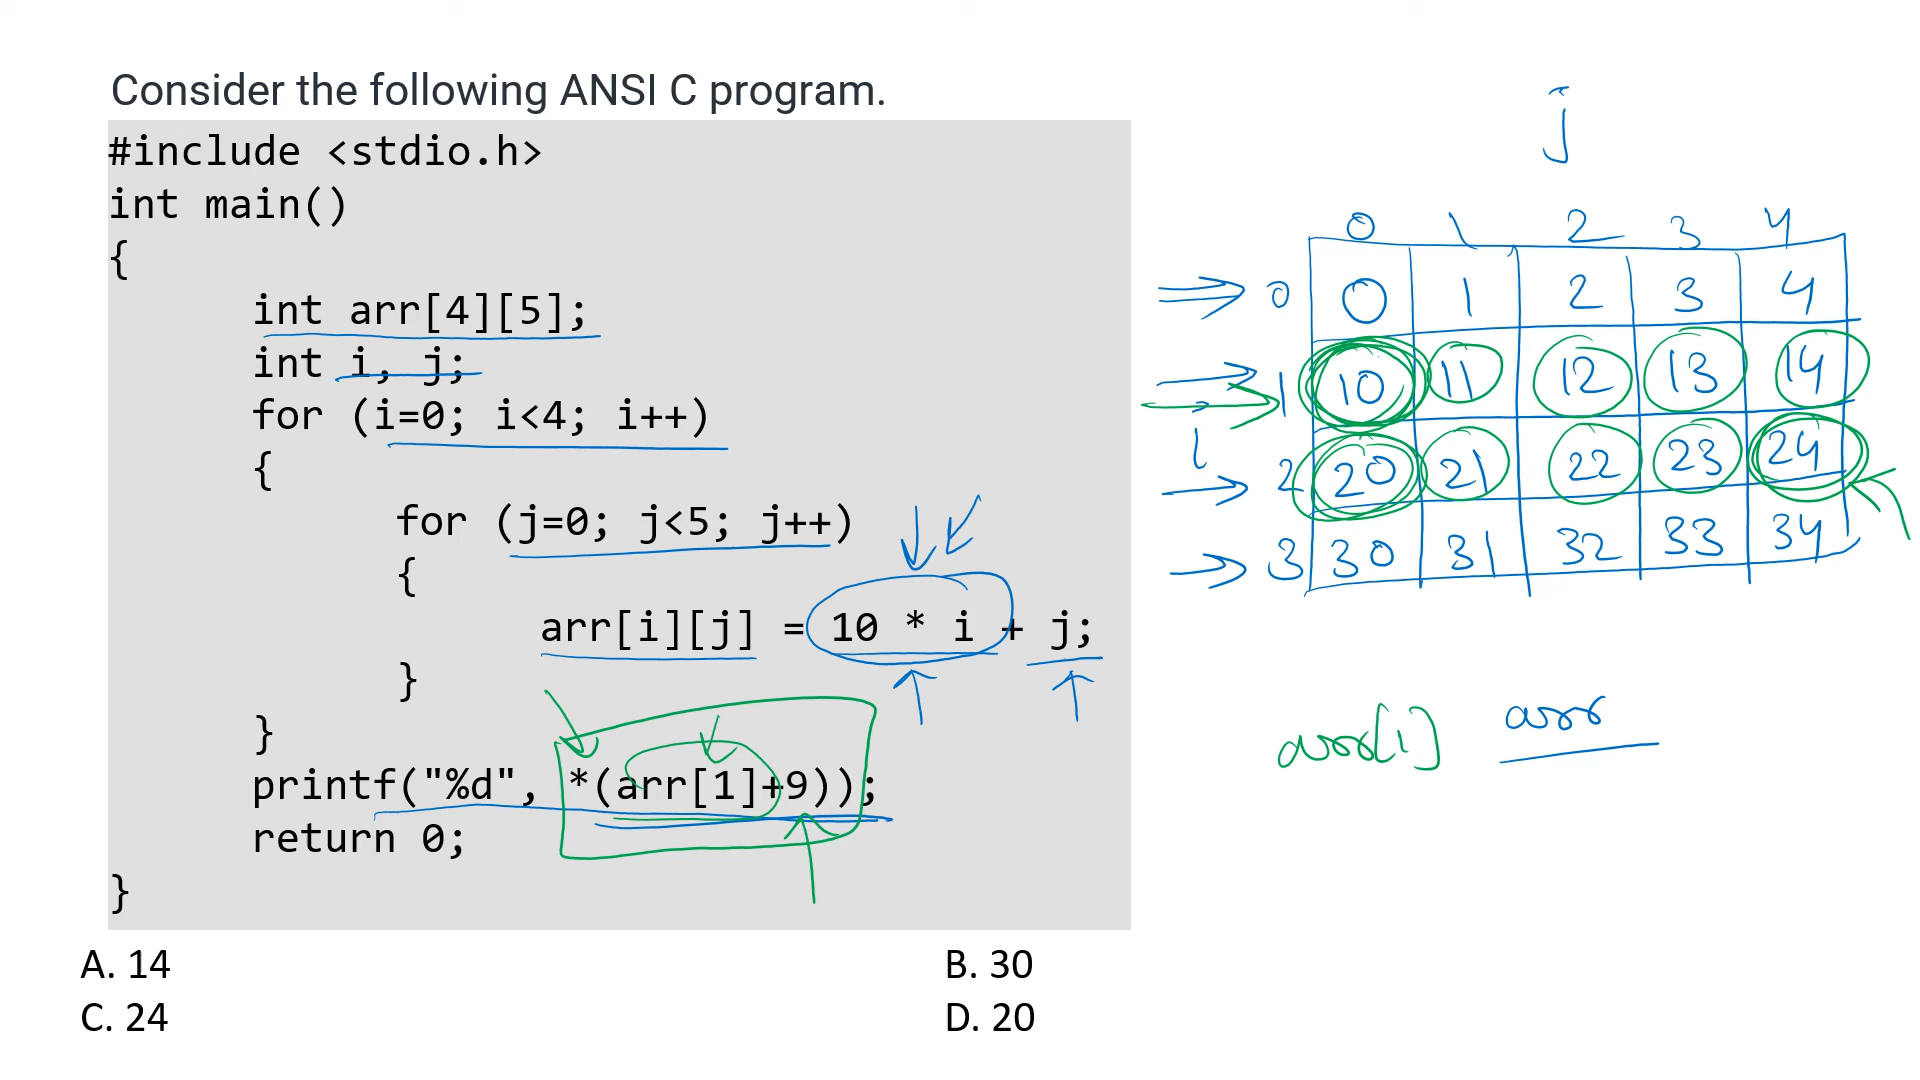 Consider the following ANSI C program.
#include <stdio.h>
int main()
{
int arr[4][5];
int i, j;
for (i=0; i<4; i++)
{
for (j=0; j<5; j++)
{
arr[i][j] = 10 * i + j;
}
}
printf("%d", *(arr[1]+9));
return 0;
}
A. 14
B. 30
C. 24
D. 20
j
0 1 2 3 4
0 0 1 2 3 4
1 10 11 12 13 14
i
2 20 21 22 23 24
3 30 31 32 33 34
arr[1] arr